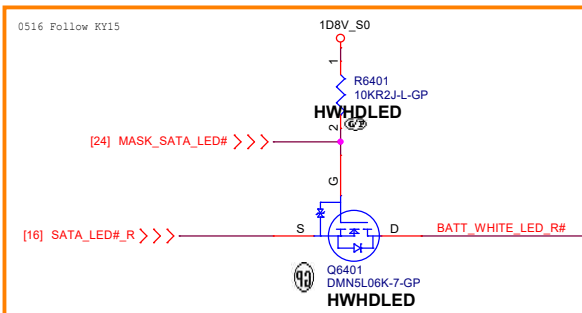 0516 Follow KY15
1D8V_S0
1
R6401
10KR2J-L-GP
HWHDLED
2
[24] MASK_SATA_LED#
G
[16] SATA_LED#_R
S
D
BATT_WHITE_LED_R#
Q6401
DMN5L06K-7-GP
HWHDLED